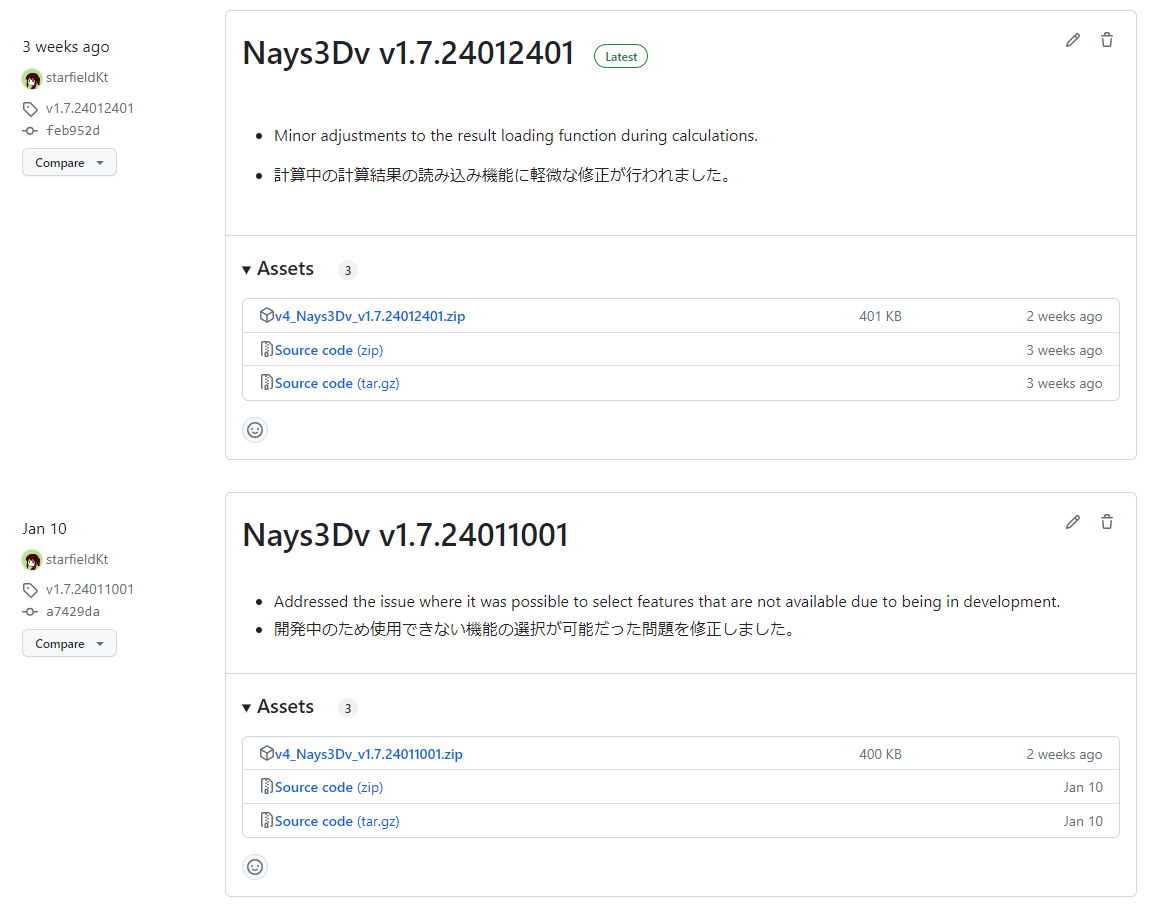 3 weeks ago
starfieldKt
v1.7.24012401
feb952d
Compare
Nays3Dv v1.7.24012401 Latest
Minor adjustments to the result loading function during calculations.
計算中の計算結果の読み込み機能に軽微な修正が行われました。
Assets 3
v4_Nays3Dv_v1.7.24012401.zip 401 KB 2 weeks ago
Source code (zip) 3 weeks ago
Source code (tar.gz) 3 weeks ago
Jan 10
starfieldKt
v1.7.24011001
a7429da
Compare
Nays3Dv v1.7.24011001
Addressed the issue where it was possible to select features that are not available due to being in development.
開発中のため使用できない機能の選択が可能だった問題を修正しました。
Assets 3
v4_Nays3Dv_v1.7.24011001.zip 400 KB 2 weeks ago
Source code (zip) Jan 10
Source code (tar.gz) Jan 10